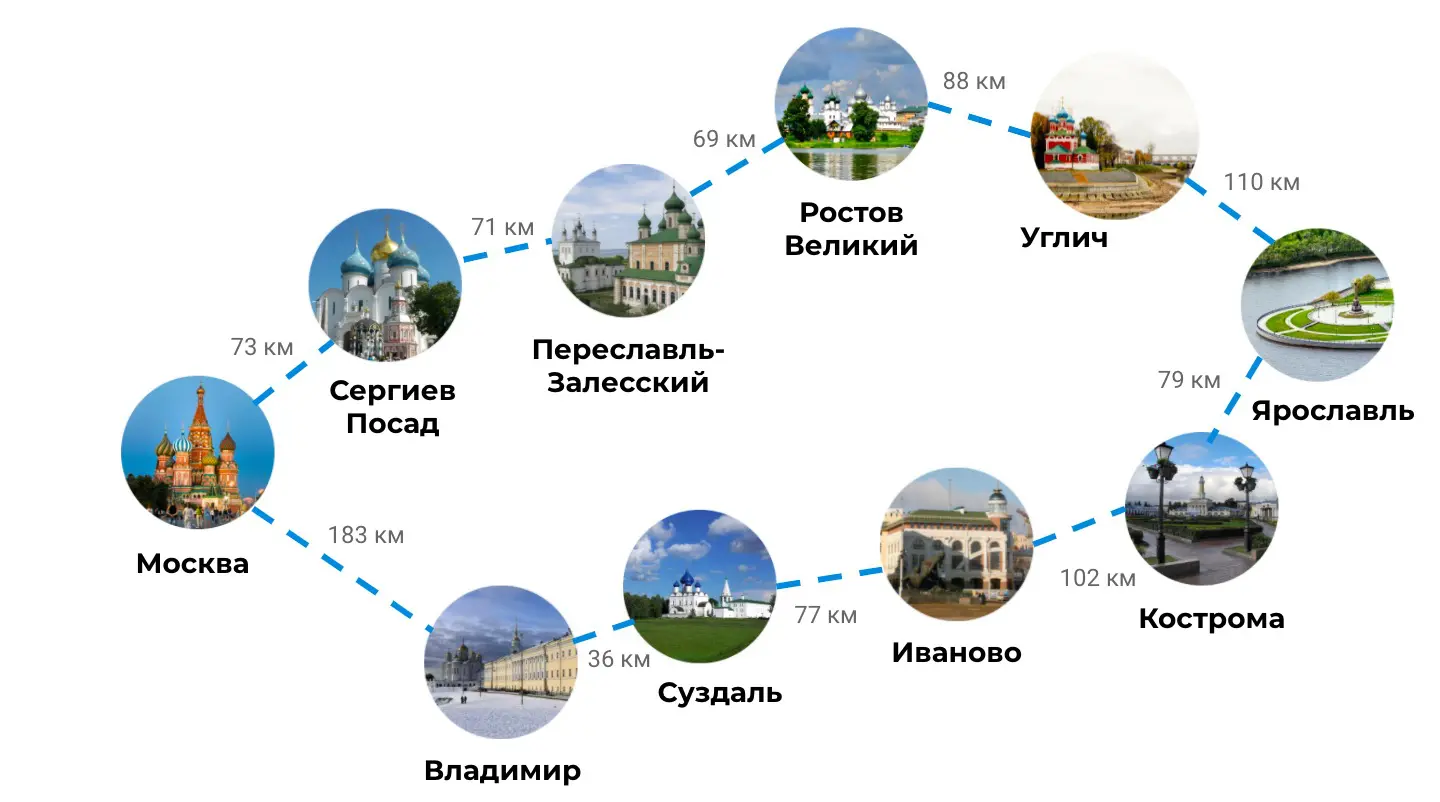 88 км
69 км
110 км
Ростов
Великий
Углич
71 км
73 км
Переславль-
Залесский
79 км
Сергиев
Посад
Ярославль
183 км
Москва
102 км
77 км
Кострома
Иваново
36 км
Суздаль
Владимир